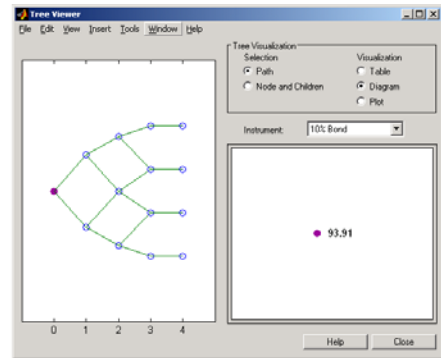 Tree Viewer
File Edit View Insert Tools Window Help
Tree Visualization
Selection
Visualization
Path
Table
Node and Children
Diagram
Plot
Instrument:
10% Bond
93.91
0 1 2 3 4
Help
Close